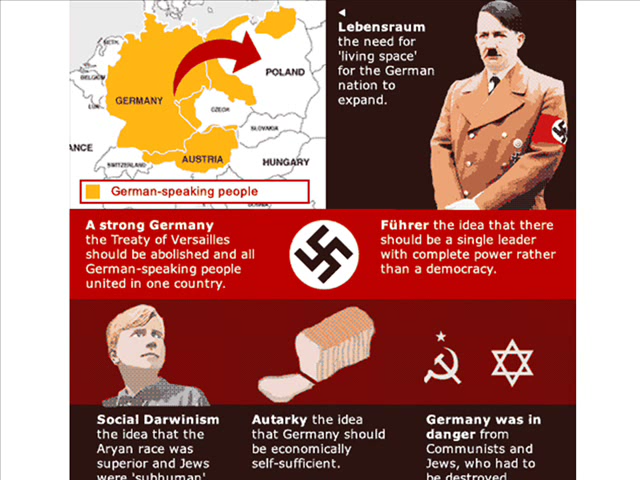 POLAND
GERMANY
CZECH
SLOVAKIA
ANCE
SWITZERLAND
AUSTRIA
HUNGARY
German-speaking people
Lebensraum
the need for
'living space'
for the German
nation to
expand.
A strong Germany
the Treaty of Versailles
should be abolished and all
German-speaking people
united in one country.
Führer the idea that there
should be a single leader
with complete power rather
than a democracy.
Social Darwinism
the idea that the
Aryan race was
superior and Jews
were 'subhuman'
Autarky the idea
that Germany should
be economically
self-sufficient.
Germany was in
danger from
Communists and
Jews, who had to
be destroyed